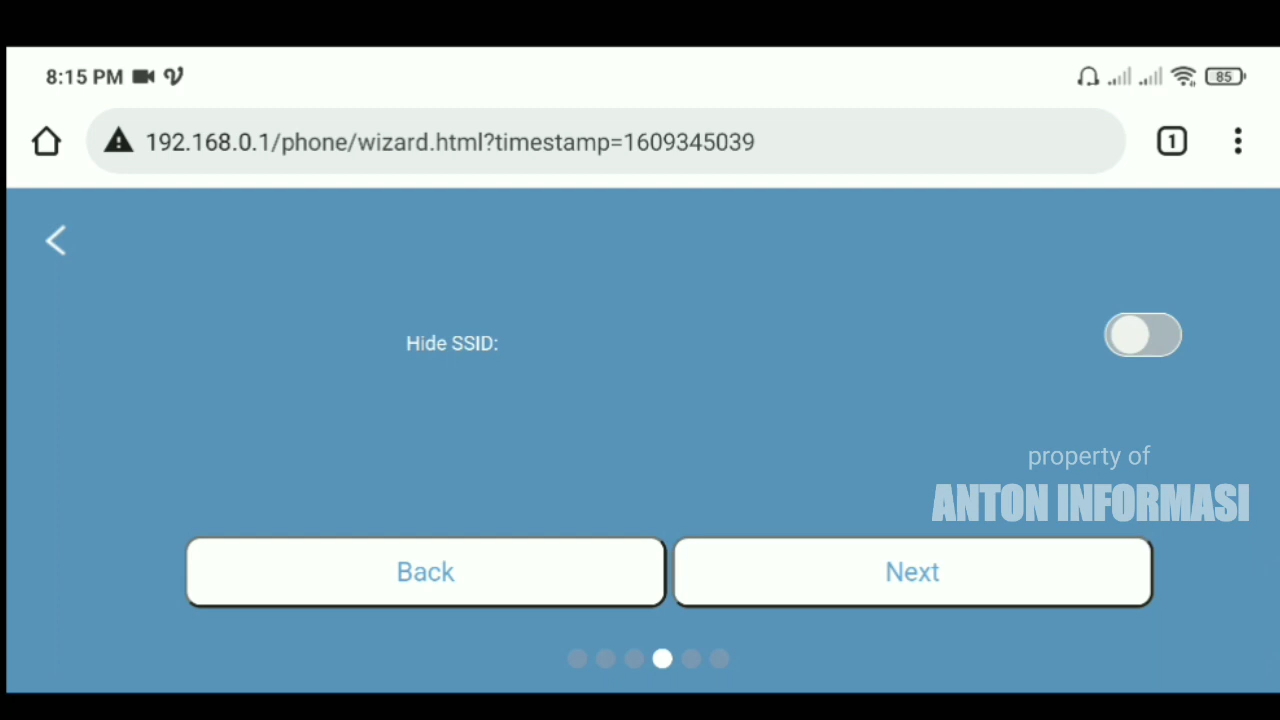 8:15 PM
85
192.168.0.1/phone/wizard.html?timestamp=1609345039
1
Hide SSID:
property of
ANTON INFORMASI
Back
Next